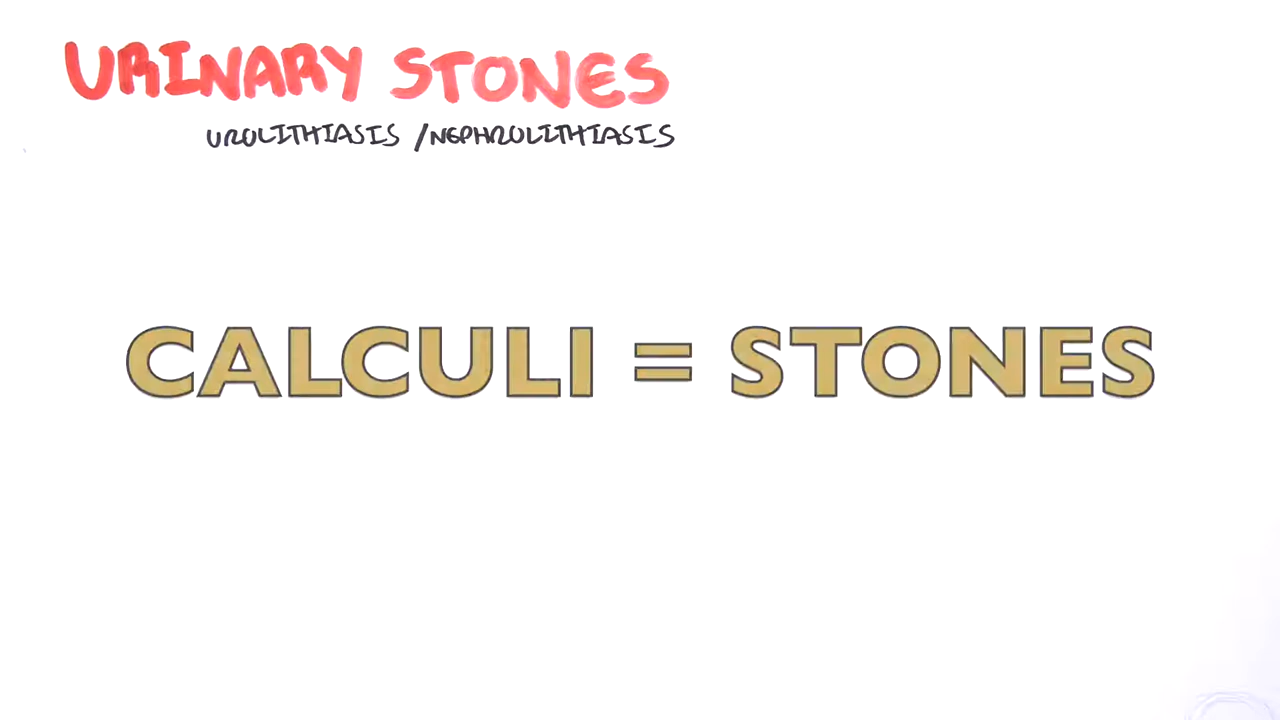 URINARY STONES
UROLITHIASIS / NEPHROLITHIASIS
CALCULI = STONES